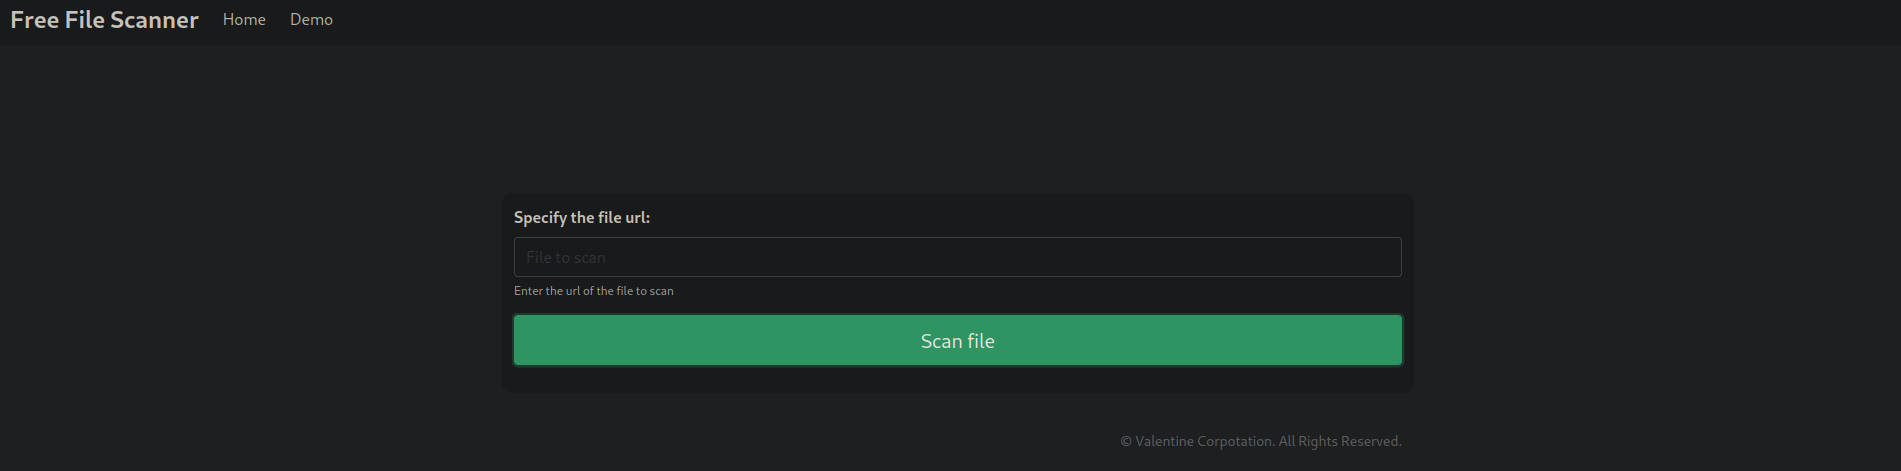 Free File Scanner Home Demo
Specify the file url:
File to scan
Enter the url of the file to scan
Scan file
© Valentine Corpotation. All Rights Reserved.